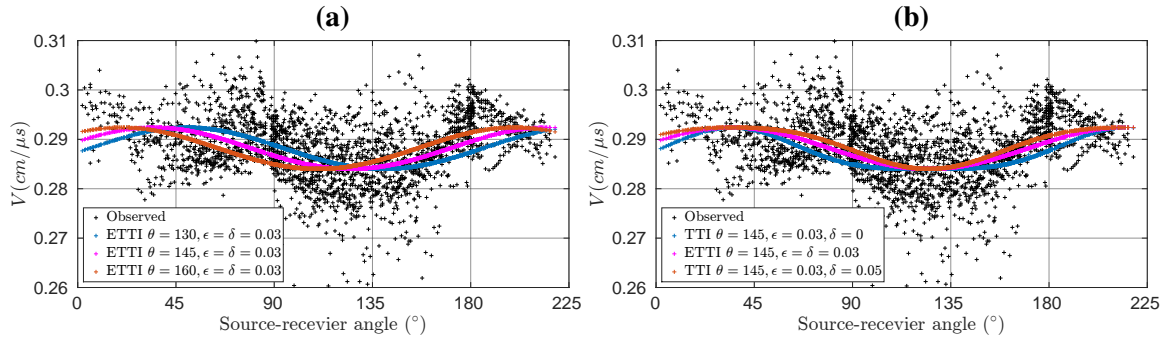 (a)
0.31
0.3
0.29
0.28
0.27
0.26
V(cm/μs)
Observed
ETTI θ = 130, ϵ = δ = 0.03
ETTI θ = 145, ϵ = δ = 0.03
ETTI θ = 160, ϵ = δ = 0.03
0 45 90 135 180 225
Source-recevier angle (°)
(b)
0.31
0.3
0.29
0.28
0.27
0.26
V(cm/μs)
Observed
TTI θ = 145, ϵ = 0.03, δ = 0
ETTI θ = 145, ϵ = δ = 0.03
TTI θ = 145, ϵ = 0.03, δ = 0.05
0 45 90 135 180 225
Source-recevier angle (°)